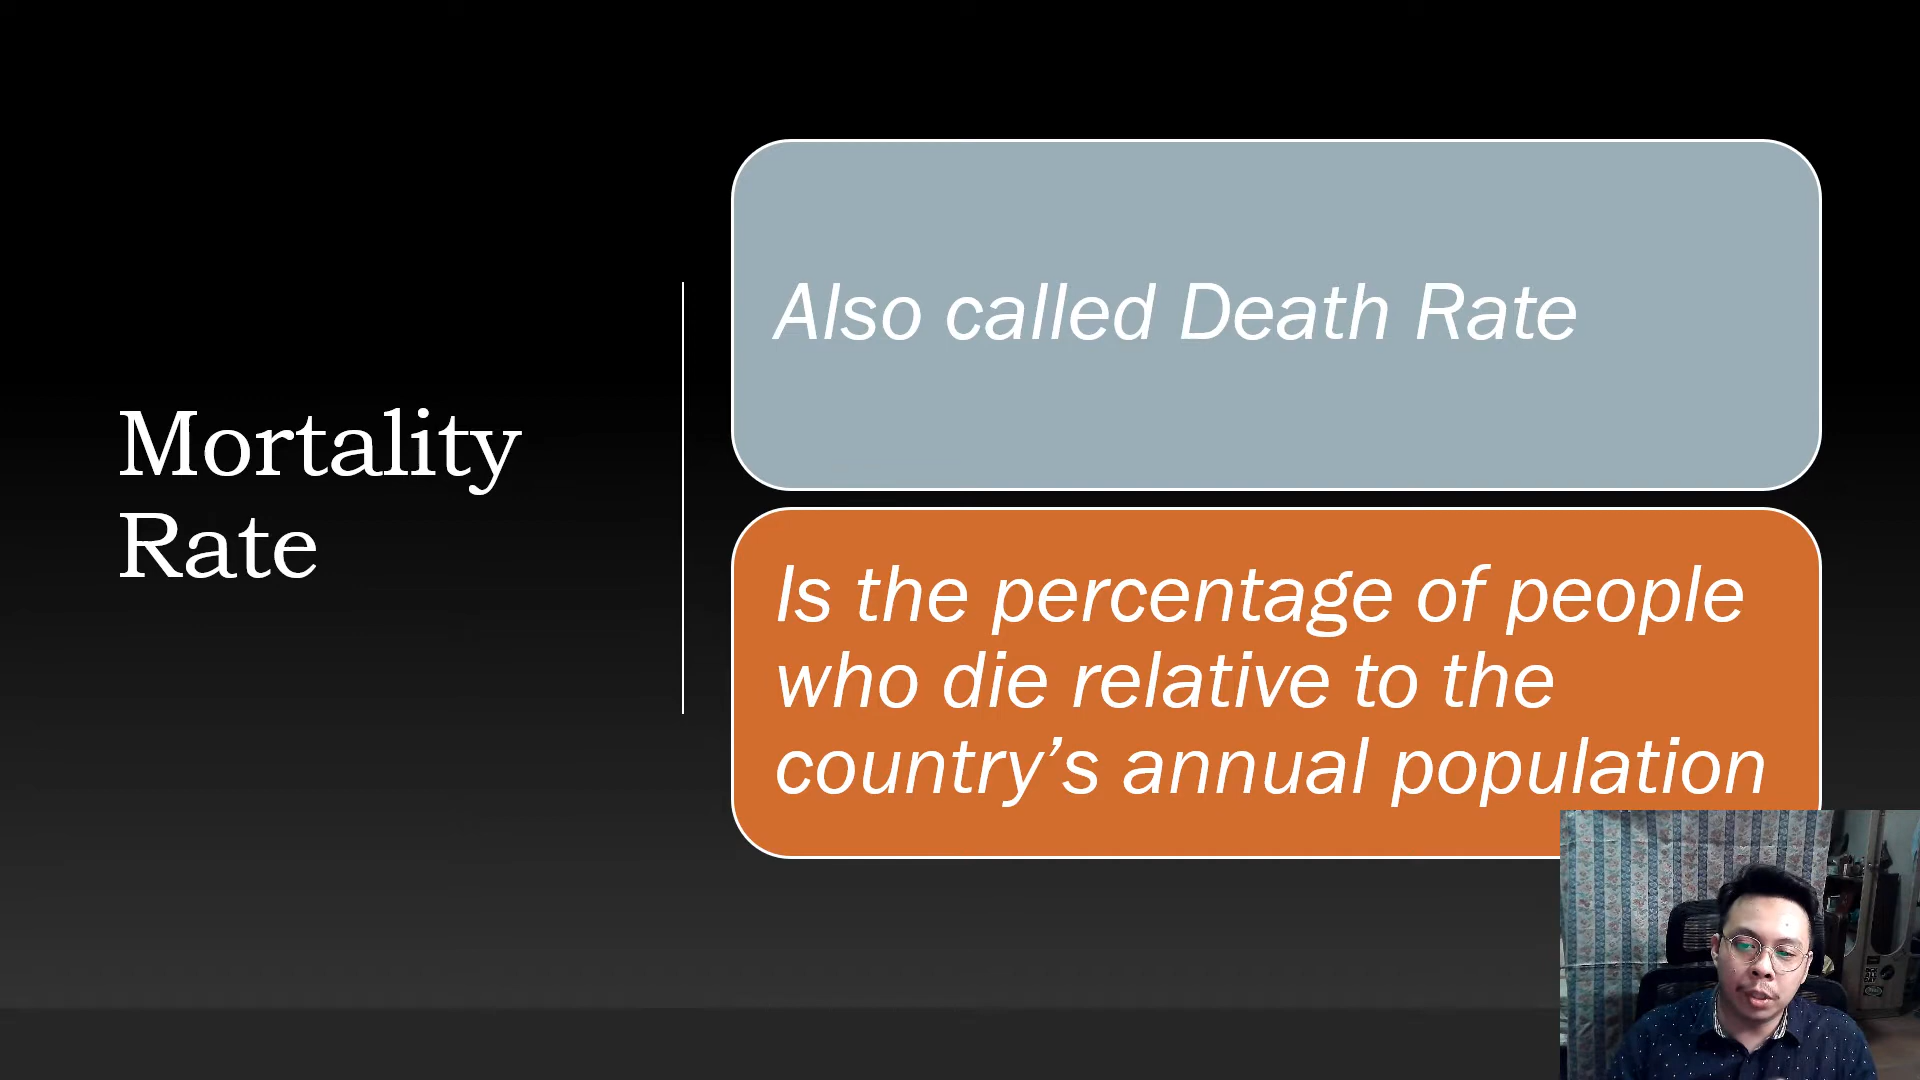 Mortality
Rate
Also called Death Rate
Is the percentage of people
who die relative to the
country’s annual population